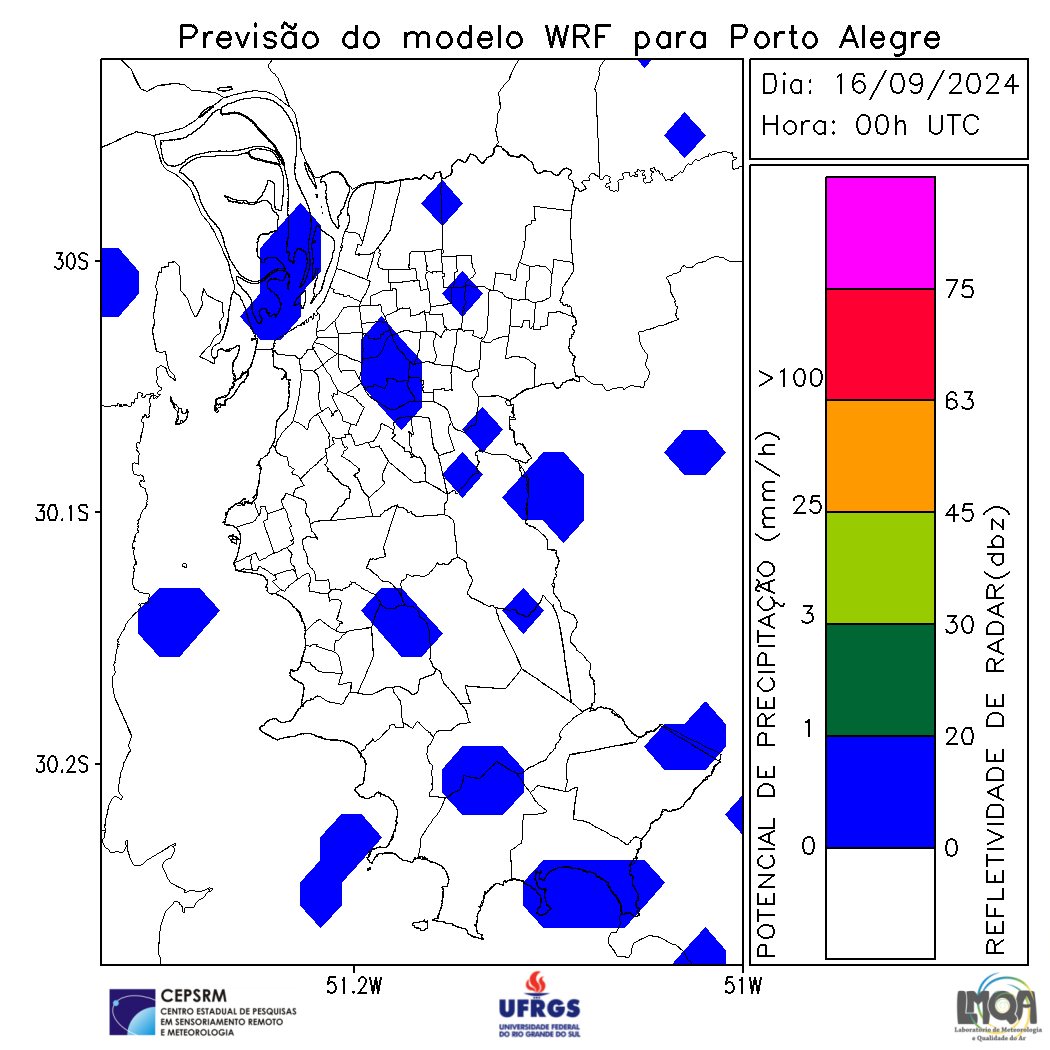 Previsão do modelo WRF para Porto Alegre
Dia: 16/09/2024
Hora: 00h UTC
30S
30.1S
30.2S
51.2W
51W
POTENCIAL DE PRECIPITAÇÃO (mm/h)
>100
25
3
1
0
75
63
45
30
20
0
REFLETIVIDADE DE RADAR(dbz)
CEPSRM
CENTRO ESTADUAL DE PESQUISAS
EM SENSORIAMENTO REMOTO
E METEOROLOGIA
UFRGS
UNIVERSIDADE FEDERAL
DO RIO GRANDE DO SUL
LMQA
Laboratório de Meteorologia
e Qualidade do Ar